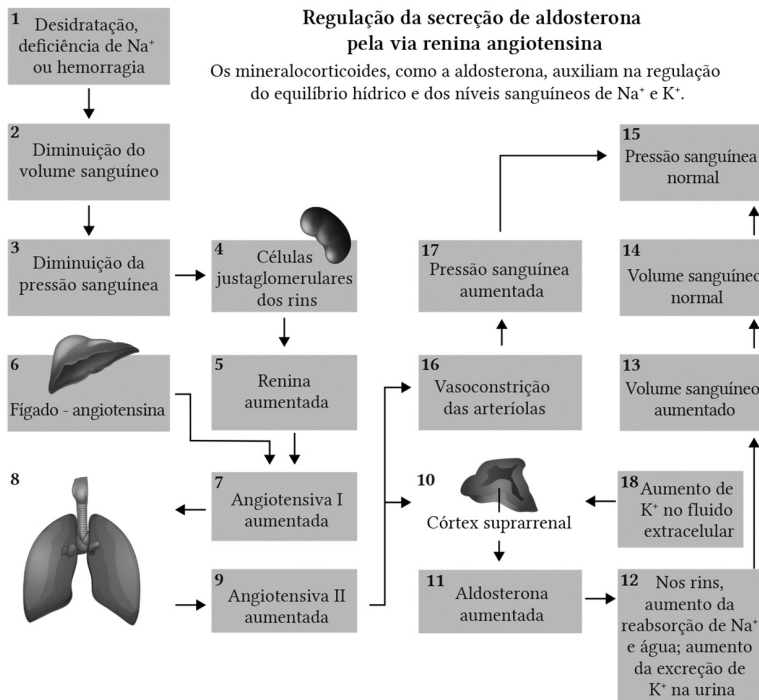 Regulação da secreção de aldosterona
pela via renina angiotensina
Os mineralocorticoides, como a aldosterona, auxiliam na regulação
do equilíbrio hídrico e dos níveis sanguíneos de Na⁺ e K⁺.
1
Desidratação,
deficiência de Na⁺
ou hemorragia
2
Diminuição do
volume sanguíneo
3
Diminuição da
pressão sanguínea
4
Células
justaglomerulares
dos rins
5
Renina
aumentada
6
Fígado - angiotensina
7
Angiotensiva I
aumentada
8
9
Angiotensiva II
aumentada
10
Córtex suprarrenal
11
Aldosterona
aumentada
12
Nos rins,
aumento da
reabsorção de Na⁺
e água; aumento
da excreção de
K⁺ na urina
13
Volume sanguíneo
aumentado
14
Volume sanguíneo
normal
15
Pressão sanguínea
normal
16
Vasoconstrição
das arteríolas
17
Pressão sanguínea
aumentada
18
Aumento de
K⁺ no fluido
extracelular